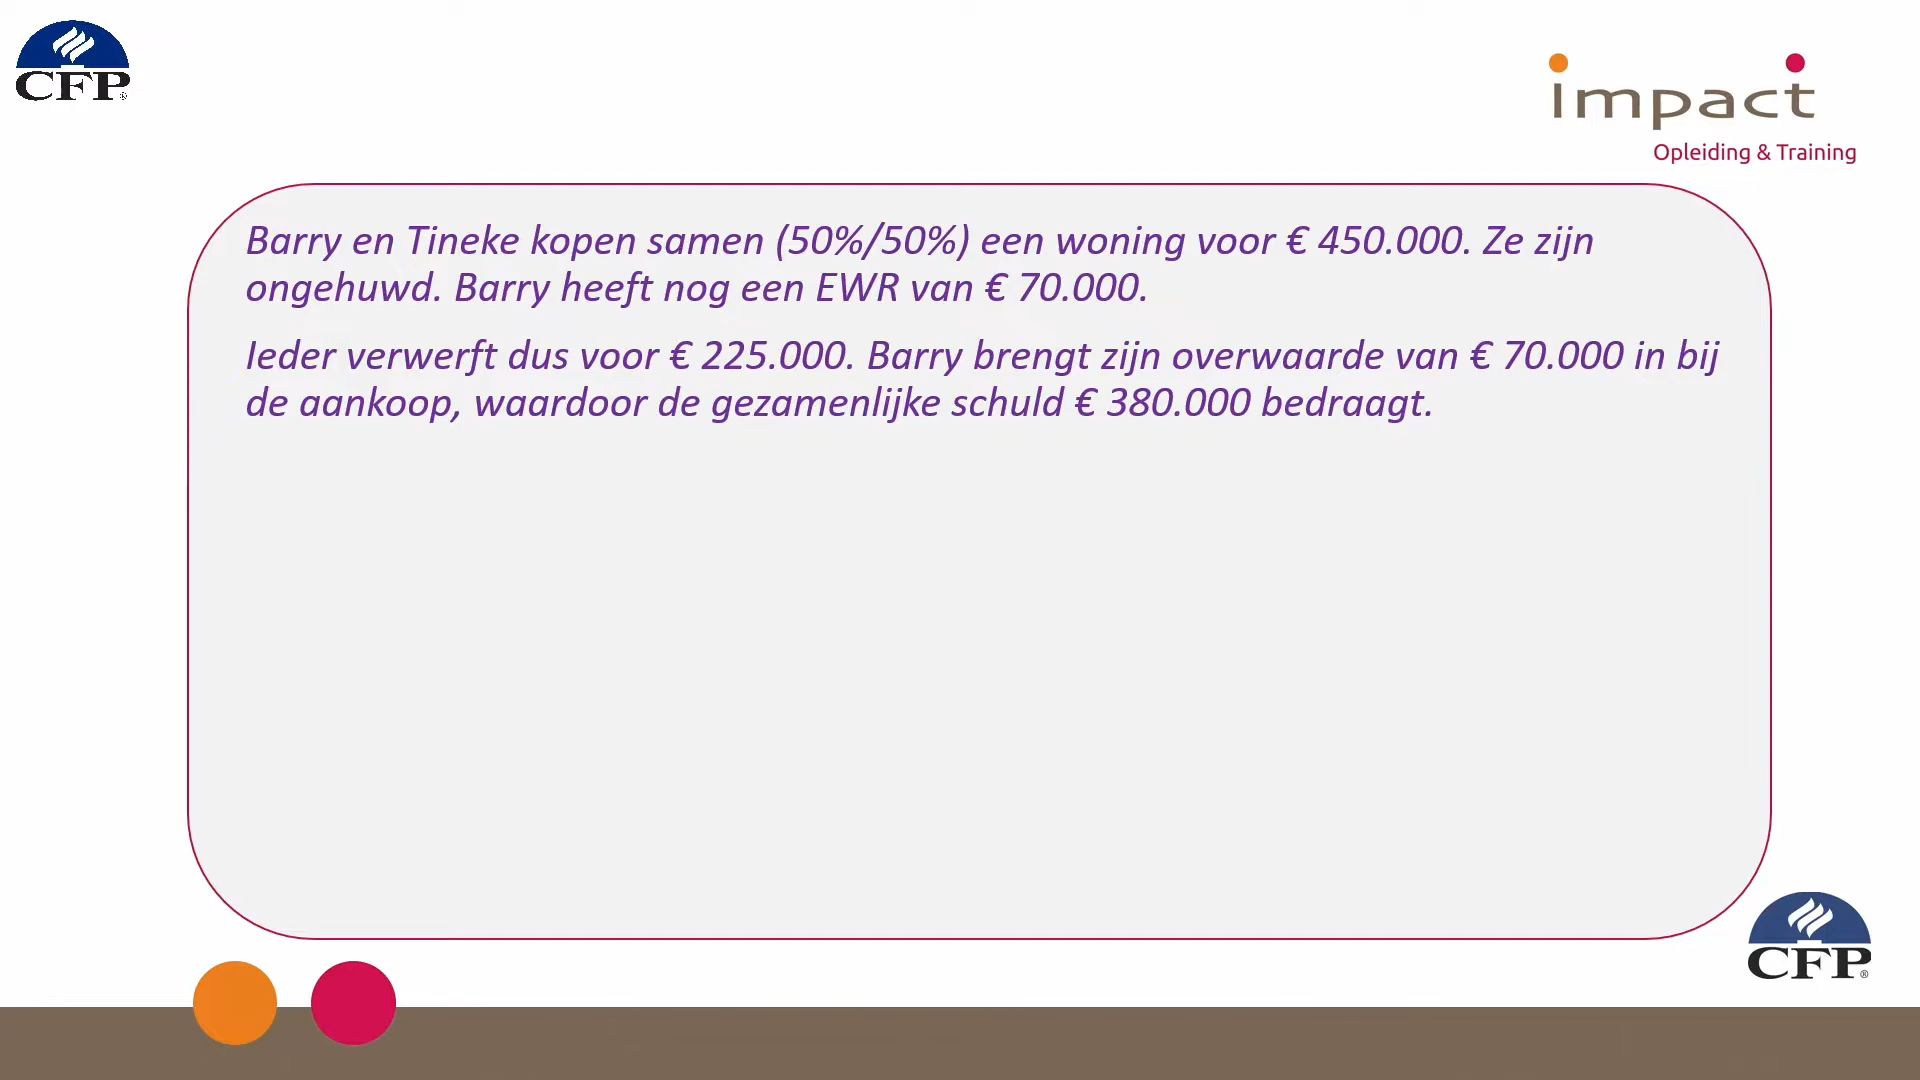 CFP®
impact
Opleiding & Training
Barry en Tineke kopen samen (50%/50%) een woning voor € 450.000. Ze zijn
ongehuwd. Barry heeft nog een EWR van € 70.000.
Ieder verwerft dus voor € 225.000. Barry brengt zijn overwaarde van € 70.000 in bij
de aankoop, waardoor de gezamenlijke schuld € 380.000 bedraagt.
CFP®